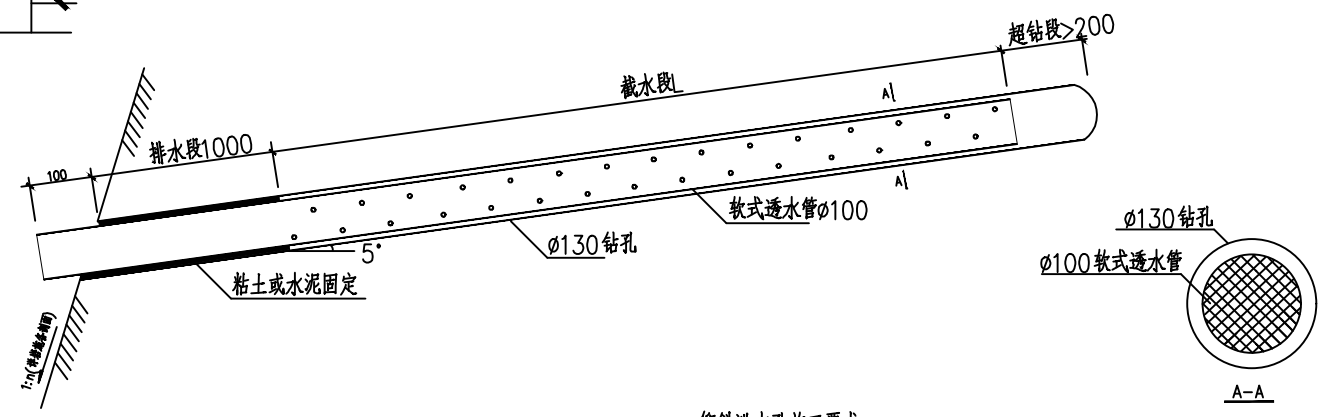 超钻段>200
截水段L
A
排水段1000
100
A
软式透水管Ø100
Ø130钻孔
5°
粘土或水泥固定
Ø130钻孔
Ø100软式透水管
A-A